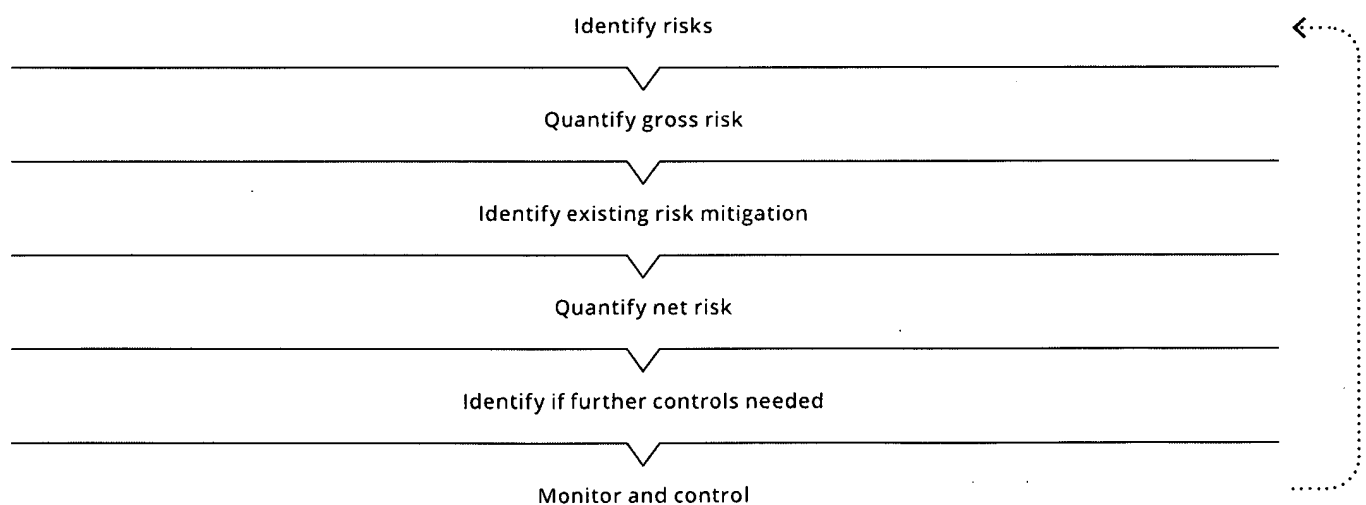 Identify risks
Quantify gross risk
Identify existing risk mitigation
Quantify net risk
Identify if further controls needed
Monitor and control